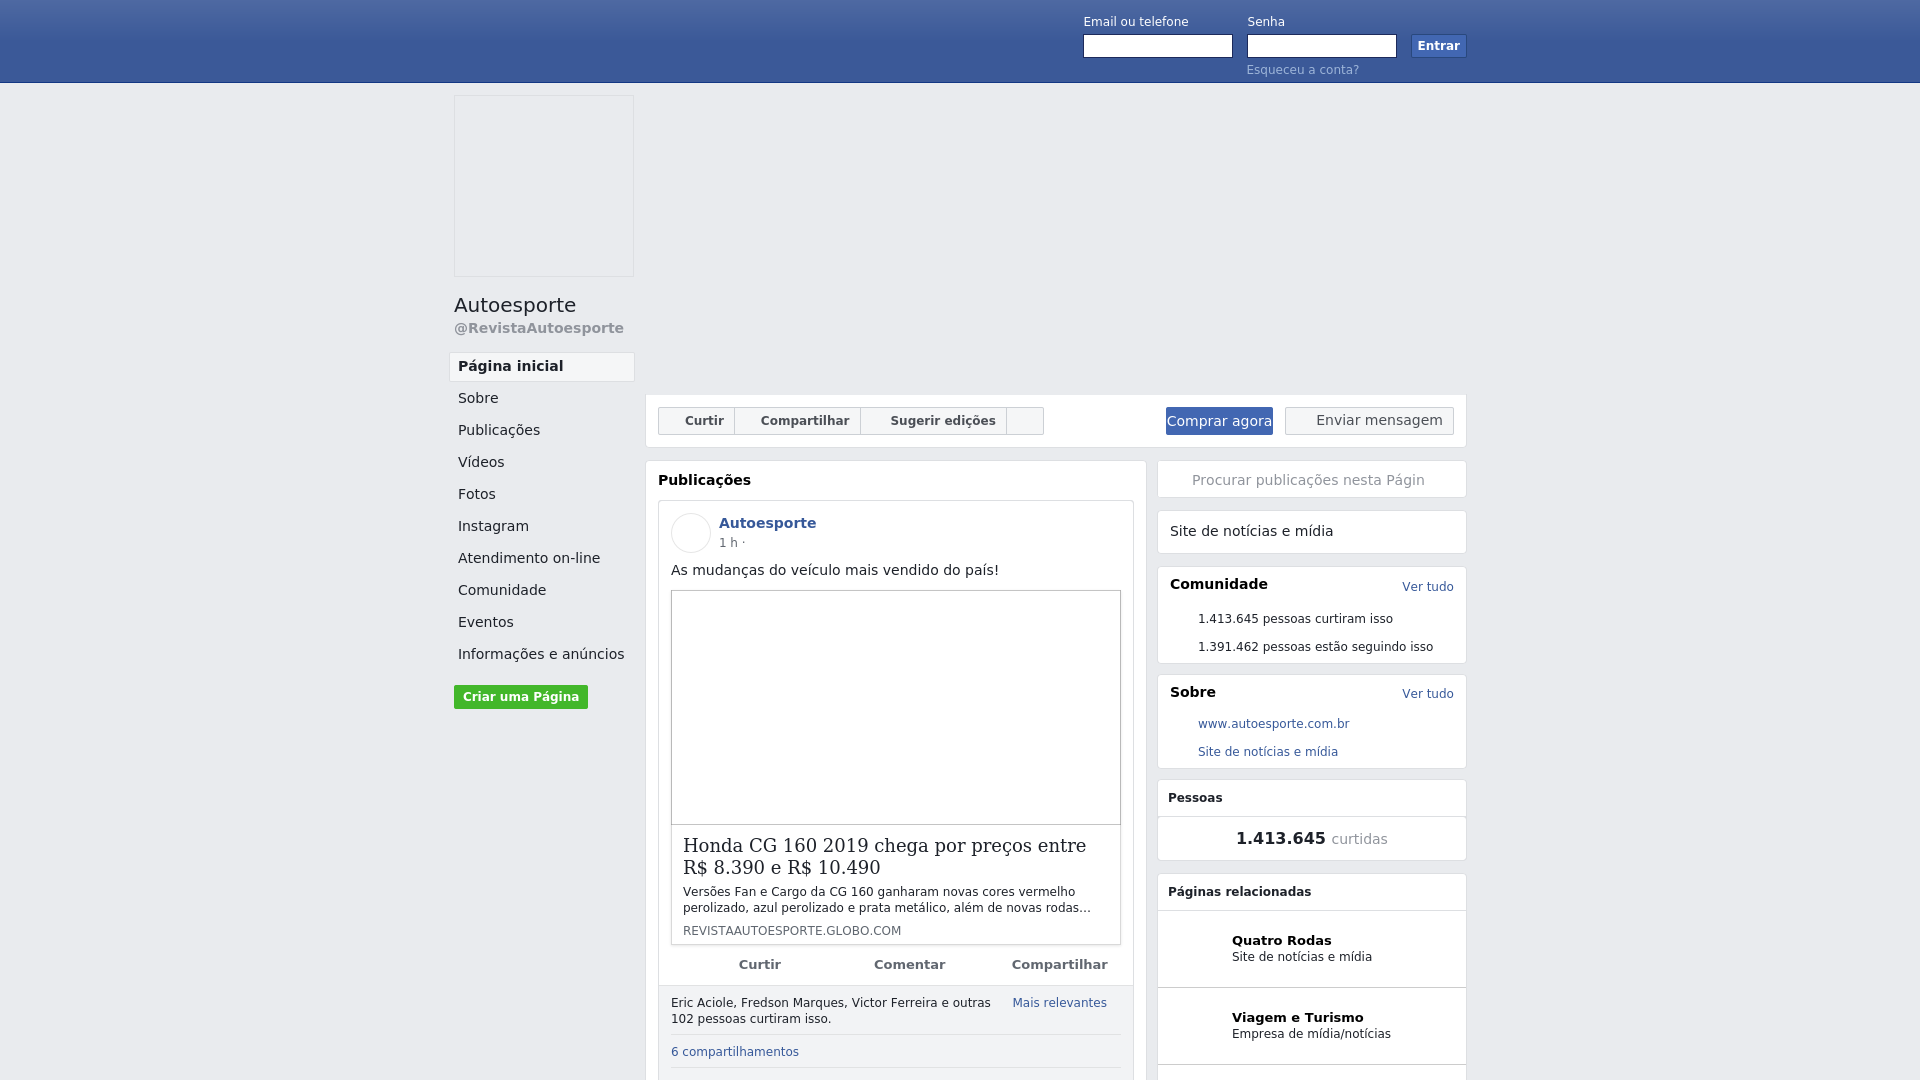 Email ou telefone
Senha
Entrar
Esqueceu a conta?
Autoesporte
@RevistaAutoesporte
Página inicial
Sobre
Publicações
Vídeos
Fotos
Instagram
Atendimento on-line
Comunidade
Eventos
Informações e anúncios
Criar uma Página
Curtir
Compartilhar
Sugerir edições
Comprar agora
Enviar mensagem
Publicações
Autoesporte
1 h ·
As mudanças do veículo mais vendido do país!
Honda CG 160 2019 chega por preços entre
R$ 8.390 e R$ 10.490
Versões Fan e Cargo da CG 160 ganharam novas cores vermelho
perolizado, azul perolizado e prata metálico, além de novas rodas…
REVISTAAUTOESPORTE.GLOBO.COM
Curtir
Comentar
Compartilhar
Eric Aciole, Fredson Marques, Victor Ferreira e outras
102 pessoas curtiram isso.
Mais relevantes
6 compartilhamentos
Procurar publicações nesta Págin
Site de notícias e mídia
Comunidade
Ver tudo
1.413.645 pessoas curtiram isso
1.391.462 pessoas estão seguindo isso
Sobre
Ver tudo
www.autoesporte.com.br
Site de notícias e mídia
Pessoas
1.413.645 curtidas
Páginas relacionadas
Quatro Rodas
Site de notícias e mídia
Viagem e Turismo
Empresa de mídia/notícias